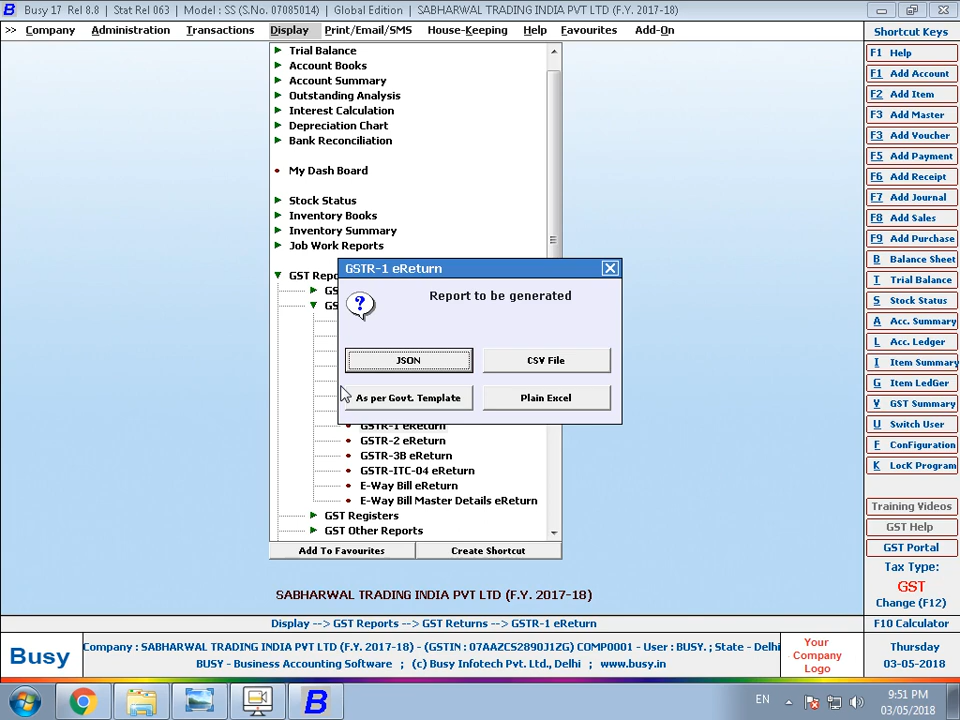 Busy 17 Rel 8.8 | Stat Rel 063 | Model : SS (S.No. 07085014) | Global Edition | SABHARWAL TRADING INDIA PVT LTD (F.Y. 2017-18)
>> Company Administration Transactions Display Print/Email/SMS House-Keeping Help Favourites Add-On
Shortcut Keys
F1 Help
F1 Add Account
F2 Add Item
F3 Add Master
F3 Add Voucher
F5 Add Payment
F6 Add Receipt
F7 Add Journal
F8 Add Sales
F9 Add Purchase
B Balance Sheet
T Trial Balance
S Stock Status
A Acc. Summary
L Acc. Ledger
I Item Summary
G Item LedGer
V GST Summary
U Switch User
F ConFiguration
K LocK Program
Training Videos
GST Help
GST Portal
Tax Type:
GST
Change (F12)
F10 Calculator
Trial Balance
Account Books
Account Summary
Outstanding Analysis
Interest Calculation
Depreciation Chart
Bank Reconciliation
My Dash Board
Stock Status
Inventory Books
Inventory Summary
Job Work Reports
GST Repo
GS
GS
GSTR-1 eReturn
Report to be generated
JSON
CSV File
As per Govt. Template
Plain Excel
GSTR-1 eReturn
GSTR-2 eReturn
GSTR-3B eReturn
GSTR-ITC-04 eReturn
E-Way Bill eReturn
E-Way Bill Master Details eReturn
GST Registers
GST Other Reports
Add To Favourites
Create Shortcut
SABHARWAL TRADING INDIA PVT LTD (F.Y. 2017-18)
Display --> GST Reports --> GST Returns --> GSTR-1 eReturn
Busy
Company : SABHARWAL TRADING INDIA PVT LTD (F.Y. 2017-18) - (GSTIN : 07AAZCS2890J1ZG) COMP0001 - User : BUSY. ; State - Delhi
BUSY - Business Accounting Software ; (c) Busy Infotech Pvt. Ltd., Delhi ; www.busy.in
Your
Company
Logo
Thursday
03-05-2018
EN
9:51 PM
03/05/2018